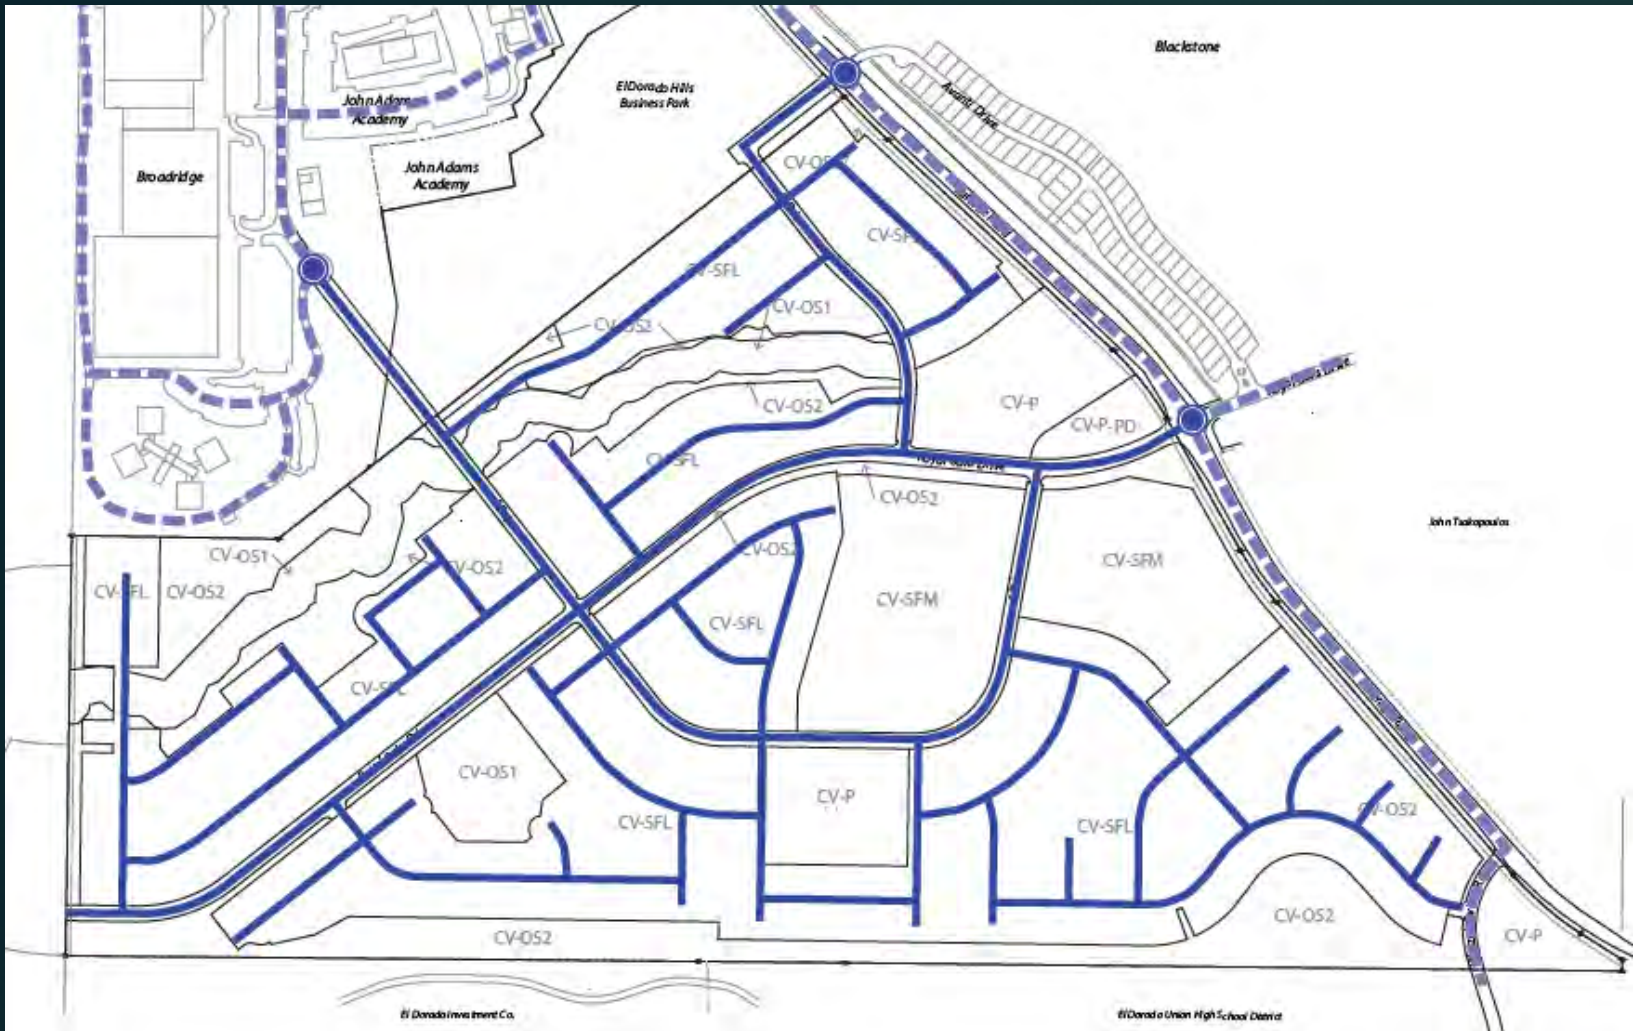 Blackstone
El Dorado Hills
Business Park
John Adams
Academy
Avanti Drive
John Adams
Academy
Broadridge
CV-OS2
CV-SFL
CV-SFL
CV-OS1
CV-OS2
CV-P
CV-OS2
CV-P-PD
CV-SFL
CV-OS2
John Tsakopoulos
CV-OS1
CV-OS2
CV-OS2
CV-SFM
CV-SFL
CV-OS2
CV-SFM
CV-SFL
CV-SFL
CV-OS1
CV-P
CV-OS2
CV-SFL
CV-SFL
CV-OS2
CV-P
CV-OS2
El Dorado Investment Co.
El Dorado Union High School District